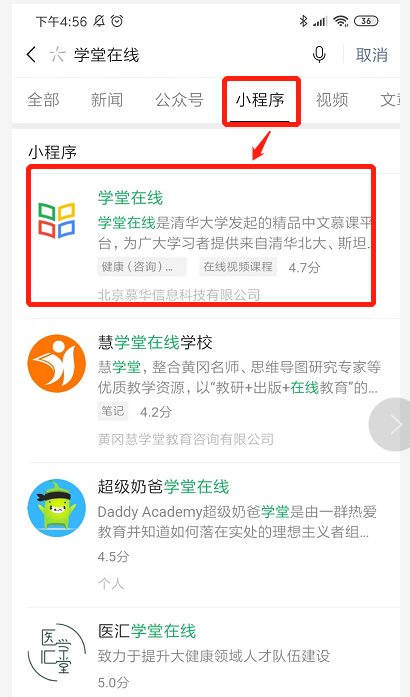 下午4:56
36
学堂在线
取消
全部 新闻 公众号 小程序 视频
小程序
学堂在线
学堂在线是清华大学发起的精品中文慕课平
台，为广大学习者提供来自清华北大、斯坦...
健康（咨询）... 在线视频课程 4.7分
北京慕华信息科技有限公司
慧学堂在线学校
慧学堂，整合黄冈名师、思维导图研究专家等
优质教学资源，以“教研+出版+在线教育”的...
笔记 4.2分
黄冈慧学堂教育咨询有限公司
超级奶爸学堂在线
Daddy Academy超级奶爸学堂是由一群热爱
教育并知道如何落在实处的理想主义者组...
4.5分
个人
医汇学堂
医汇学堂在线
致力于提升大健康领域人才队伍建设
5.0分